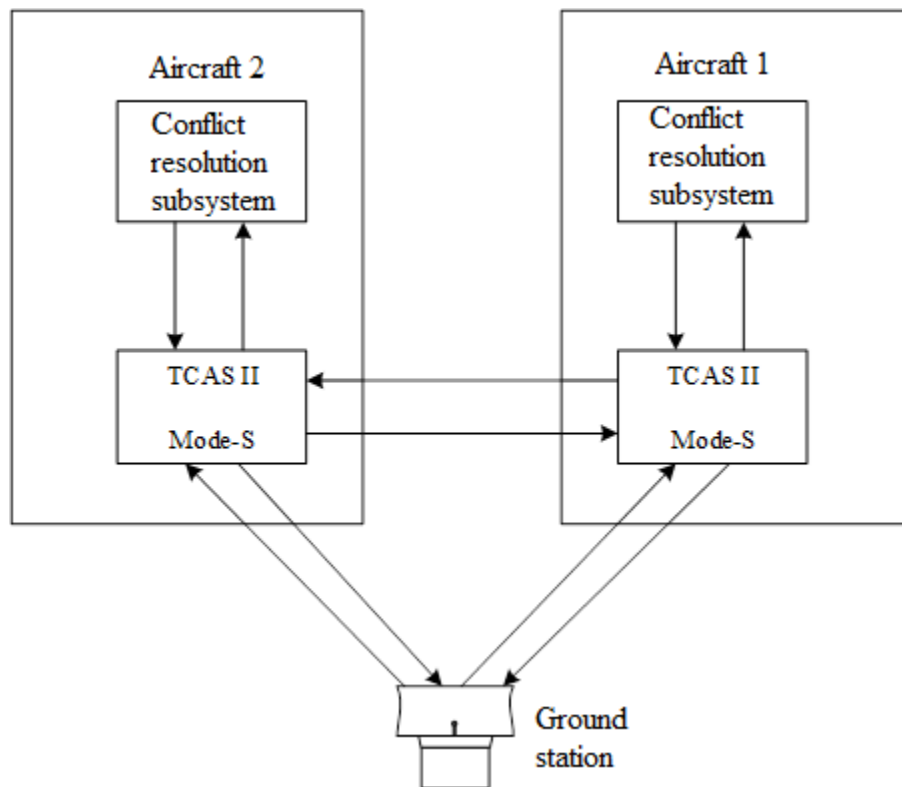 Aircraft 2
Conflict
resolution
subsystem
TCAS II
Mode-S
Aircraft 1
Conflict
resolution
subsystem
TCAS II
Mode-S
Ground
station